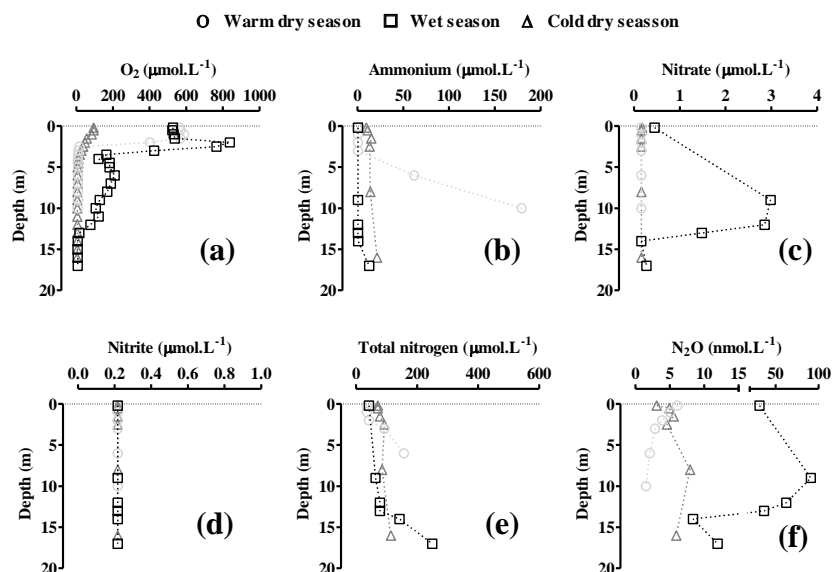 Warm dry season Wet season Cold dry seasson
O2 (μmol.L-1) Ammonium (μmol.L-1) Nitrate (μmol.L-1)
0 200 400 600 800 1000 0 50 100 150 200 0 1 2 3 4
0 5 10 15 20 Depth (m) (a)
0 5 10 15 20 Depth (m) (b)
0 5 10 15 20 Depth (m) (c)
Nitrite (μmol.L-1) Total nitrogen (μmol.L-1) N2O (nmol.L-1)
0.0 0.2 0.4 0.6 0.8 1.0 0 200 400 600 0 5 10 15 25 50 100
0 5 10 15 20 Depth (m) (d)
0 5 10 15 20 Depth (m) (e)
0 5 10 15 20 Depth (m) (f)